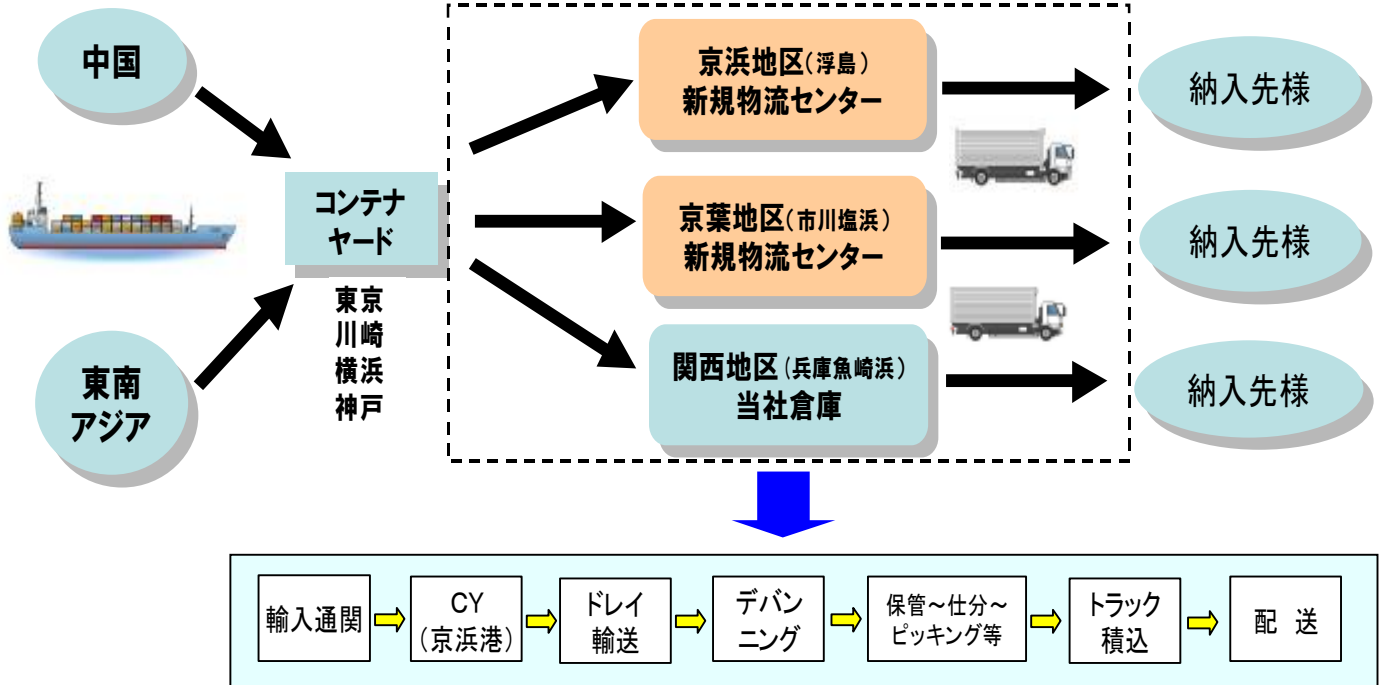 中国
東南
アジア
コンテナ
ヤード
東京
川崎
横浜
神戸
京浜地区(浮島)
新規物流センター
京葉地区(市川塩浜)
新規物流センター
関西地区(兵庫魚崎浜)
当社倉庫
納入先様
納入先様
納入先様
輸入通関
CY
(京浜港)
ドレイ
輸送
デバン
ニング
保管～仕分～
ピッキング等
トラック
積込
配 送